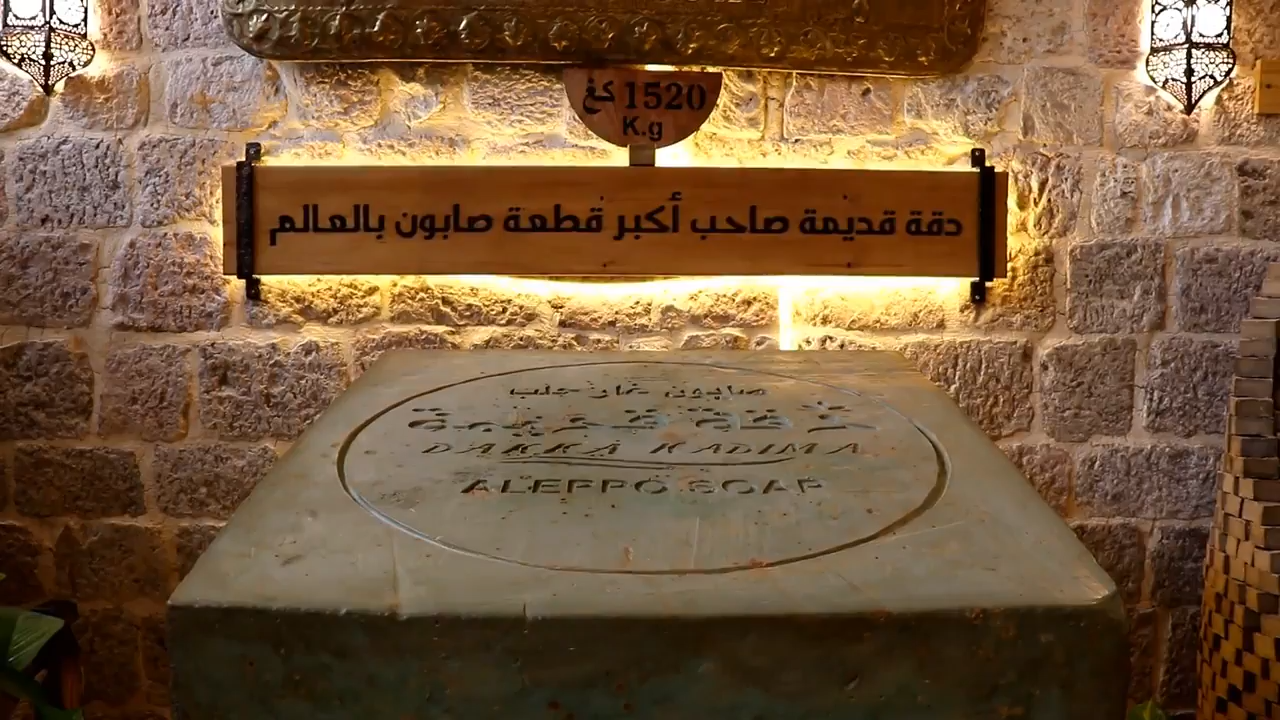 1520 كغ
K.g
دقة قديمة صاحب أكبر قطعة صابون بالعالم
صابون غار حلب
دقة قديمة
DAKKA KADIMA
ALEPPO SOAP